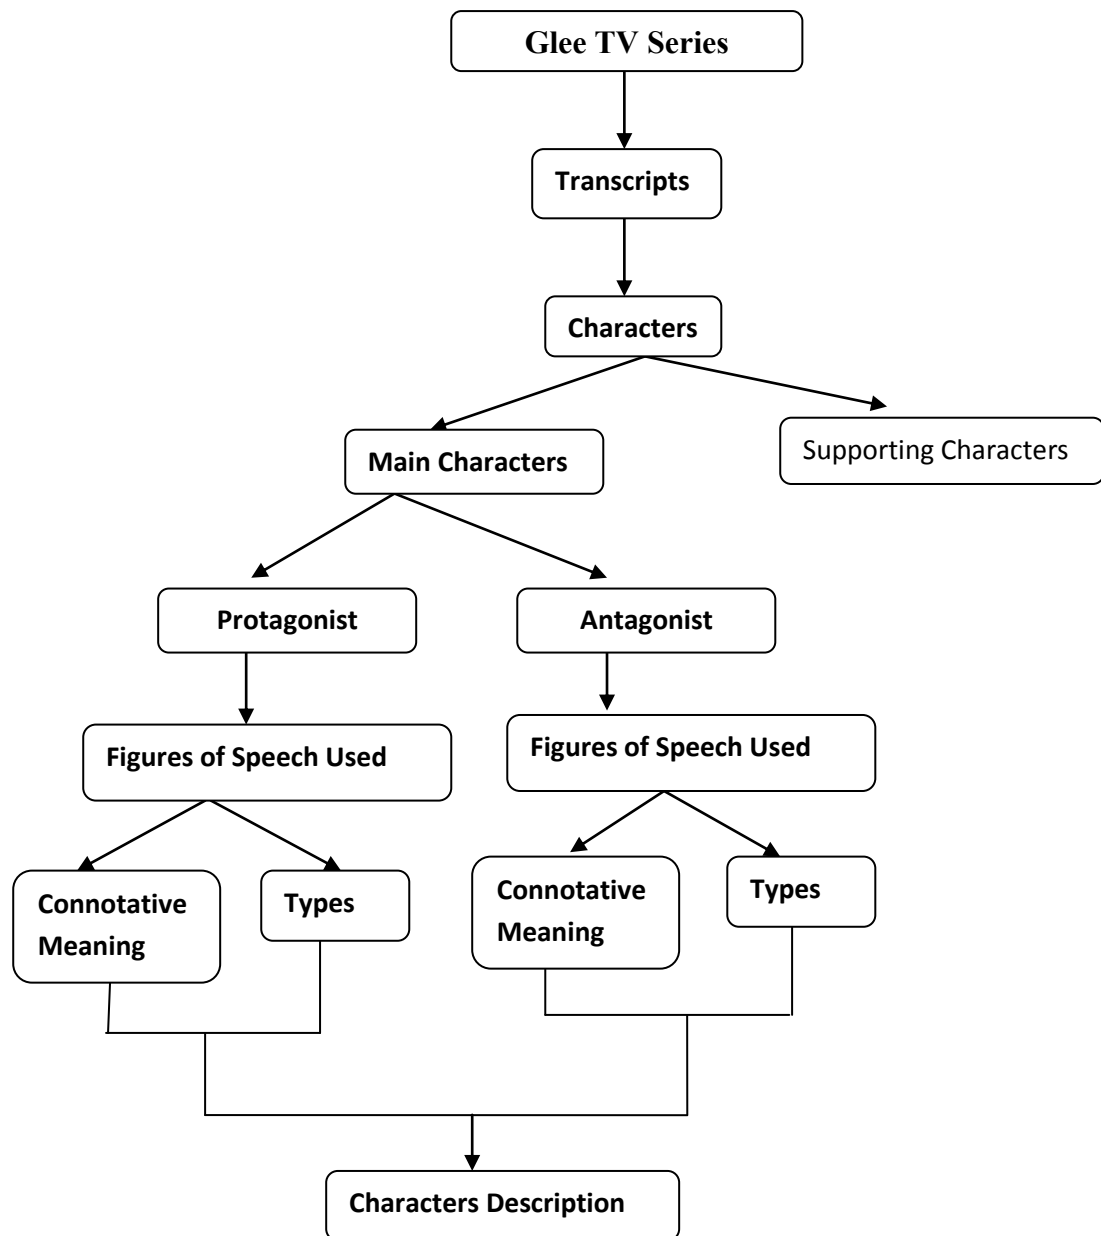 Glee TV Series
Transcripts
Characters
Main Characters
Supporting Characters
Protagonist
Antagonist
Figures of Speech Used
Figures of Speech Used
Connotative
Meaning
Types
Connotative
Meaning
Types
Characters Description